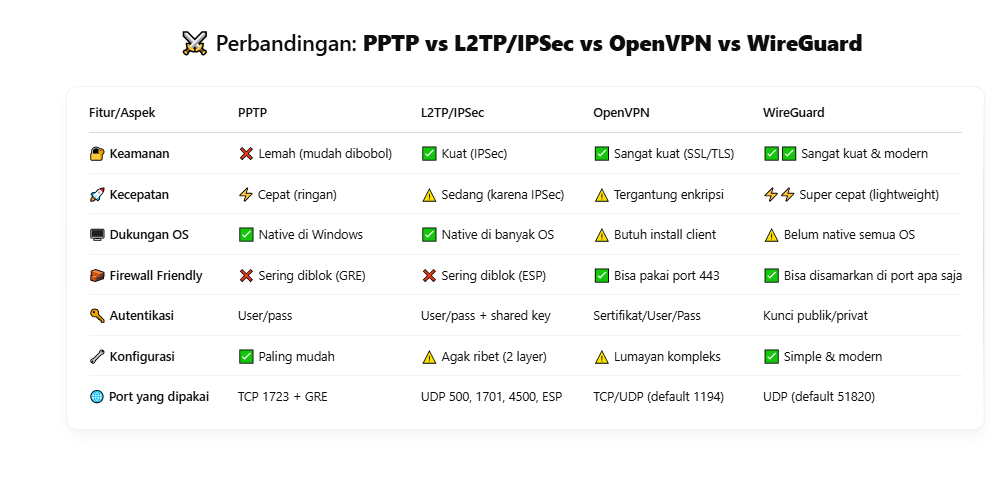 ⚔️ Perbandingan: PPTP vs L2TP/IPSec vs OpenVPN vs WireGuard
Fitur/Aspek PPTP L2TP/IPSec OpenVPN WireGuard
🔐 Keamanan ❌ Lemah (mudah dibobol) ✅ Kuat (IPSec) ✅ Sangat kuat (SSL/TLS) ✅✅ Sangat kuat & modern
🚀 Kecepatan ⚡ Cepat (ringan) ⚠️ Sedang (karena IPSec) ⚠️ Tergantung enkripsi ⚡⚡ Super cepat (lightweight)
🖥️ Dukungan OS ✅ Native di Windows ✅ Native di banyak OS ⚠️ Butuh install client ⚠️ Belum native semua OS
🧱 Firewall Friendly ❌ Sering diblok (GRE) ❌ Sering diblok (ESP) ✅ Bisa pakai port 443 ✅ Bisa disamarkan di port apa saja
🔑 Autentikasi User/pass User/pass + shared key Sertifikat/User/Pass Kunci publik/privat
🔧 Konfigurasi ✅ Paling mudah ⚠️ Agak ribet (2 layer) ⚠️ Lumayan kompleks ✅ Simple & modern
🌐 Port yang dipakai TCP 1723 + GRE UDP 500, 1701, 4500, ESP TCP/UDP (default 1194) UDP (default 51820)